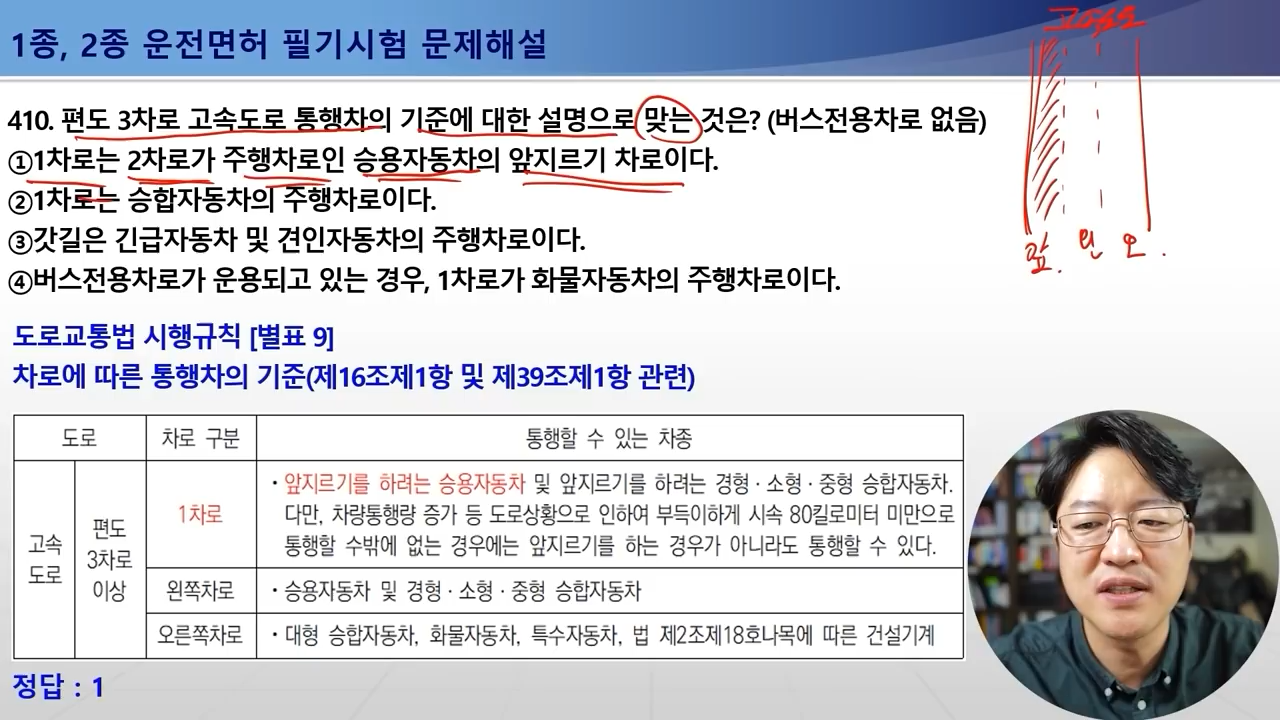 1종, 2종 운전면허 필기시험 문제해설
고속도로
410. 편도 3차로 고속도로 통행차의 기준에 대한 설명으로 맞는 것은? (버스전용차로 없음)
①1차로는 2차로가 주행차로인 승용자동차의 앞지르기 차로이다.
②1차로는 승합자동차의 주행차로이다.
③갓길은 긴급자동차 및 견인자동차의 주행차로이다.
④버스전용차로가 운용되고 있는 경우, 1차로가 화물자동차의 주행차로이다.
앞. 왼 오.
도로교통법 시행규칙 [별표 9]
차로에 따른 통행차의 기준(제16조제1항 및 제39조제1항 관련)
도로 차로 구분 통행할 수 있는 차종
고속도로 편도 3차로 이상
1차로
· 앞지르기를 하려는 승용자동차 및 앞지르기를 하려는 경형·소형·중형 승합자동차.
다만, 차량통행량 증가 등 도로상황으로 인하여 부득이하게 시속 80킬로미터 미만으로
통행할 수밖에 없는 경우에는 앞지르기를 하는 경우가 아니라도 통행할 수 있다.
왼쪽차로 · 승용자동차 및 경형·소형·중형 승합자동차
오른쪽차로 · 대형 승합자동차, 화물자동차, 특수자동차, 법 제2조제18호나목에 따른 건설기계
정답 : 1